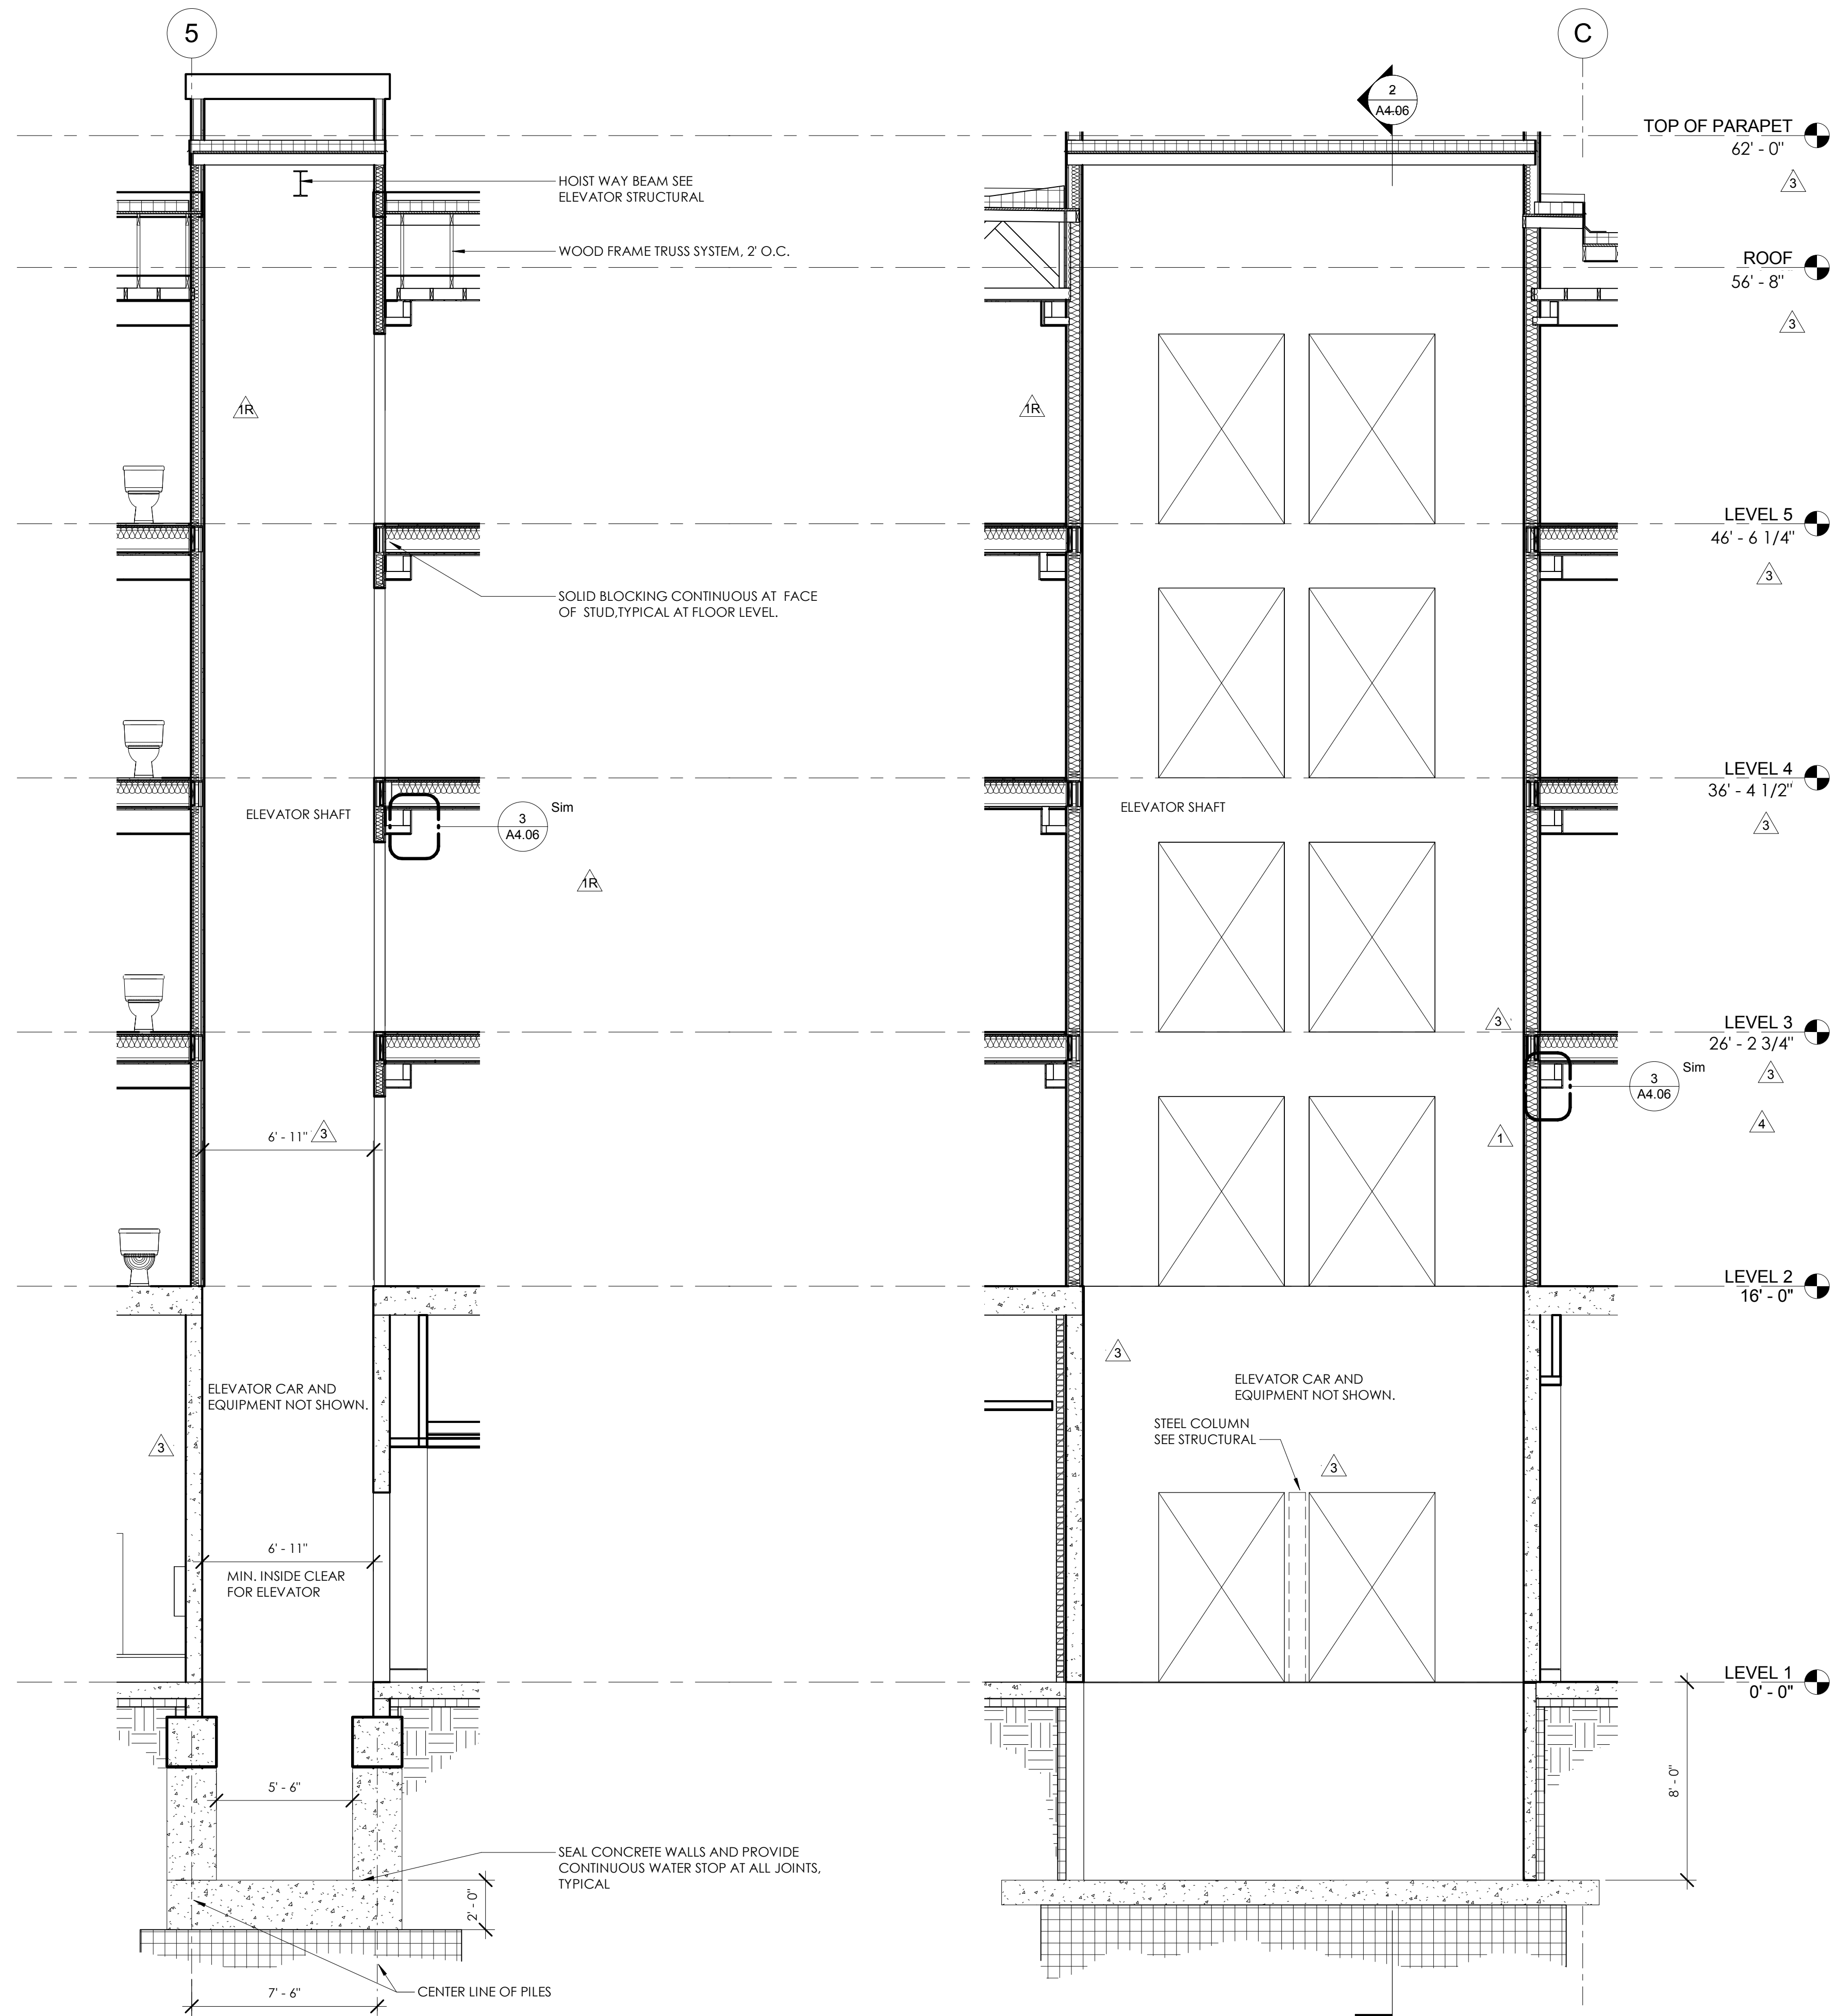 5
C
2
A4.06
TOP OF PARAPET
62' - 0"
3
HOIST WAY BEAM SEE
ELEVATOR STRUCTURAL
WOOD FRAME TRUSS SYSTEM, 2' O.C.
ROOF
56' - 8"
3
1R
1R
LEVEL 5
46' - 6 1/4"
3
SOLID BLOCKING CONTINUOUS AT FACE
OF STUD,TYPICAL AT FLOOR LEVEL.
LEVEL 4
36' - 4 1/2"
3
ELEVATOR SHAFT
3
A4.06
Sim
1R
ELEVATOR SHAFT
3
LEVEL 3
26' - 2 3/4"
3
4
3
A4.06
Sim
1
6' - 11"
3
LEVEL 2
16' - 0"
3
ELEVATOR CAR AND
EQUIPMENT NOT SHOWN.
3
ELEVATOR CAR AND
EQUIPMENT NOT SHOWN.
STEEL COLUMN
SEE STRUCTURAL
3
6' - 11"
MIN. INSIDE CLEAR
FOR ELEVATOR
LEVEL 1
0' - 0"
5' - 6"
8' - 0"
SEAL CONCRETE WALLS AND PROVIDE
CONTINUOUS WATER STOP AT ALL JOINTS,
TYPICAL
2' - 0"
CENTER LINE OF PILES
7' - 6"